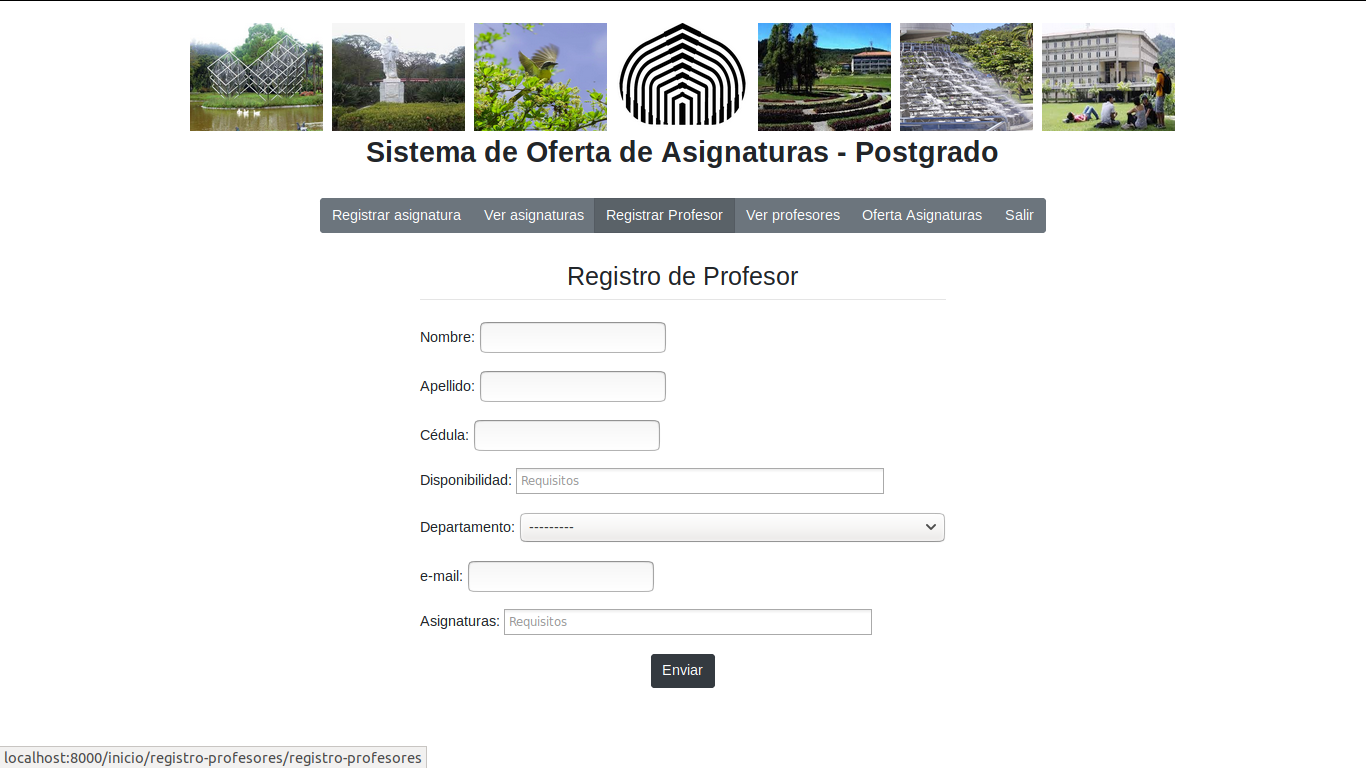 Sistema de Oferta de Asignaturas - Postgrado
Registrar asignatura Ver asignaturas Registrar Profesor Ver profesores Oferta Asignaturas Salir
Registro de Profesor
Nombre:
Apellido:
Cédula:
Disponibilidad: Requisitos
Departamento: ---------
e-mail:
Asignaturas: Requisitos
Enviar
localhost:8000/inicio/registro-profesores/registro-profesores